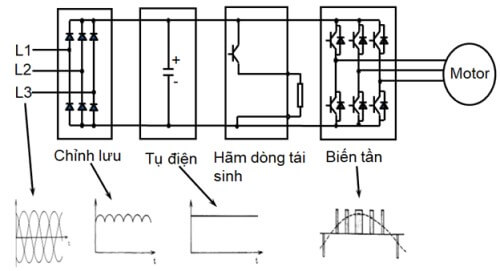 L1
L2
L3
+
-
Motor
Chỉnh lưu
Tụ điện
Hãm dòng tái
sinh
Biến tần
t
t
t